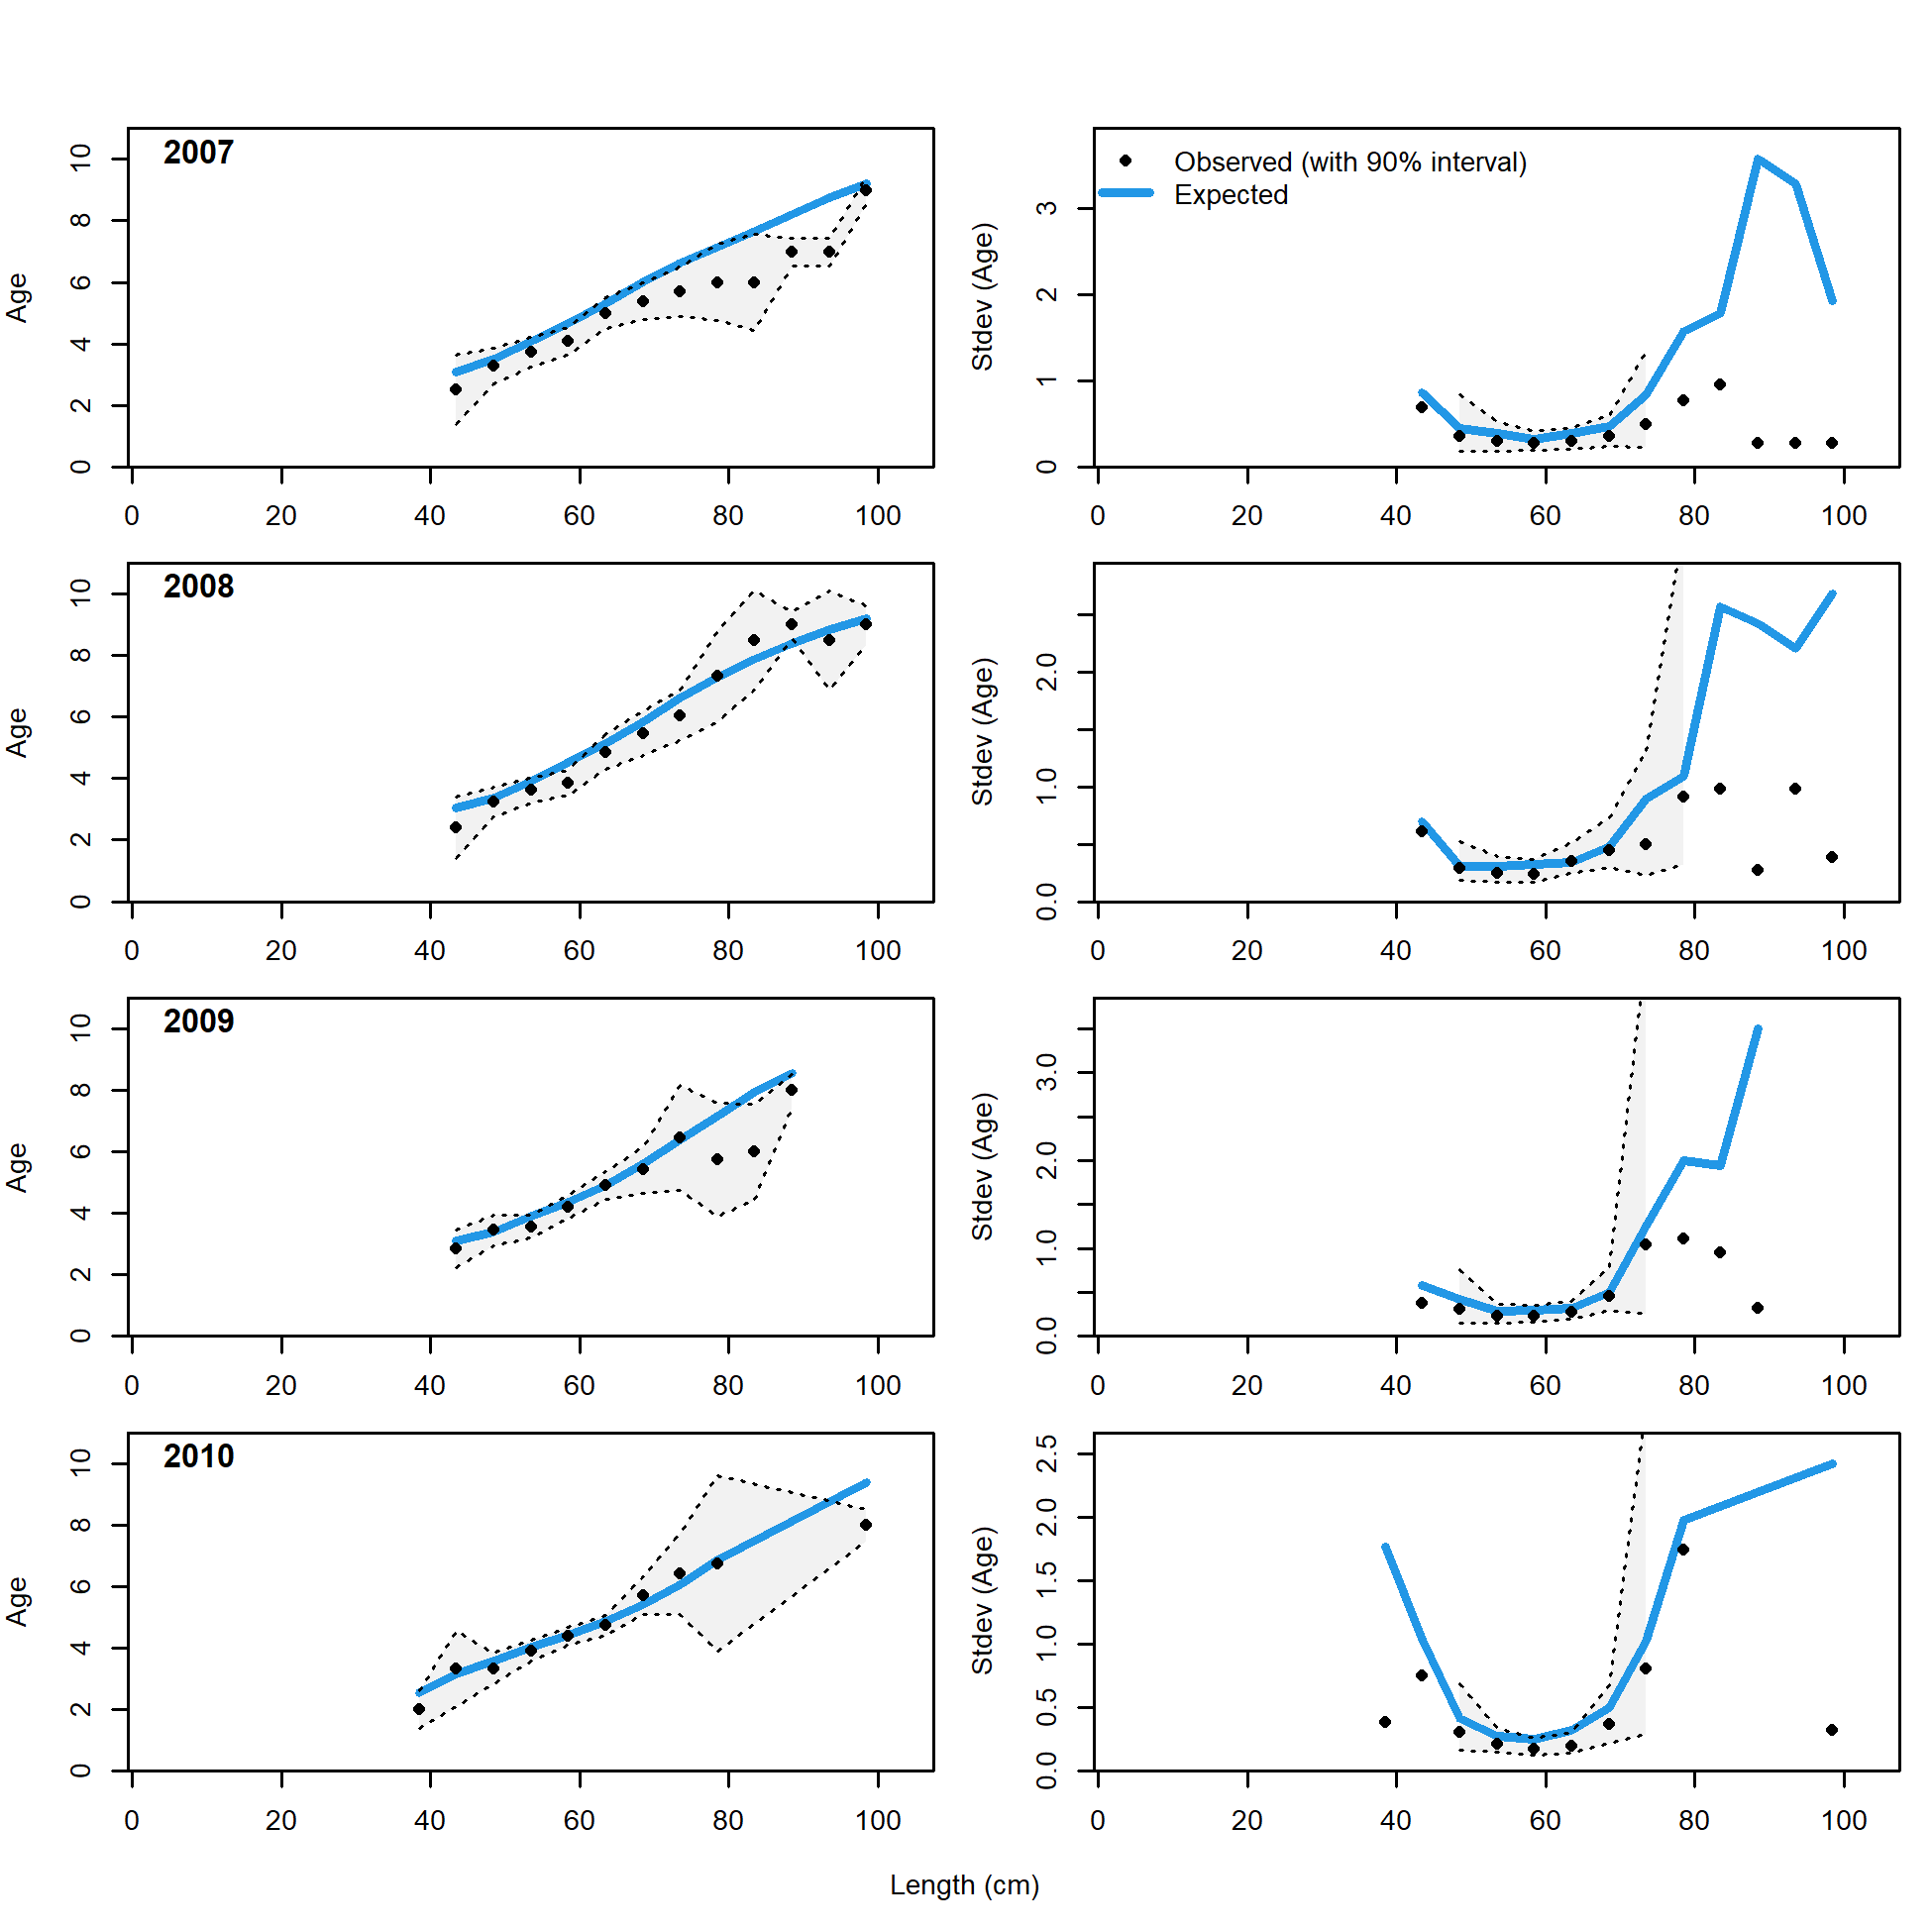 2007
Age
0 2 4 6 8 10
0 20 40 60 80 100
Observed (with 90% interval)
Expected
Stdev (Age)
0 1 2 3
0 20 40 60 80 100
2008
Age
0 2 4 6 8 10
0 20 40 60 80 100
Stdev (Age)
0.0 1.0 2.0
0 20 40 60 80 100
2009
Age
0 2 4 6 8 10
0 20 40 60 80 100
Stdev (Age)
0.0 1.0 2.0 3.0
0 20 40 60 80 100
2010
Age
0 2 4 6 8 10
0 20 40 60 80 100
Stdev (Age)
0.0 0.5 1.0 1.5 2.0 2.5
0 20 40 60 80 100
Length (cm)